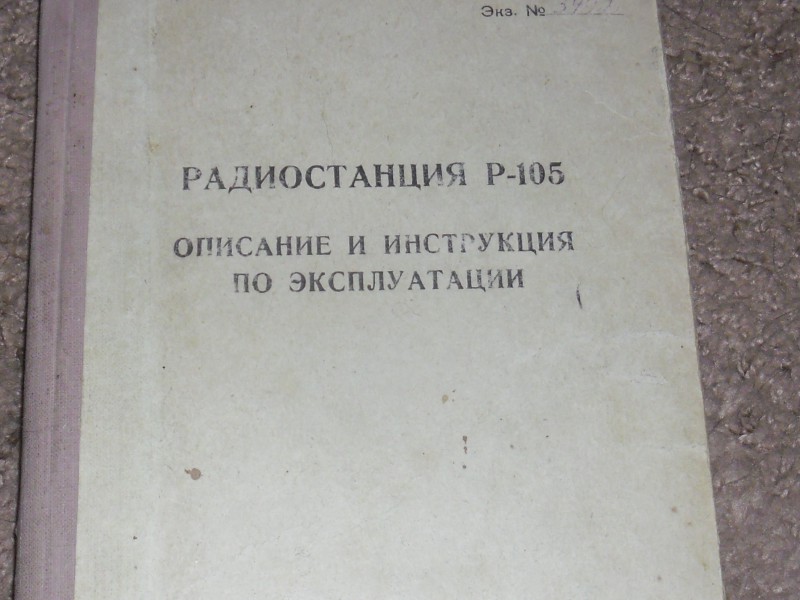 Экз. №
РАДИОСТАНЦИЯ Р-105
ОПИСАНИЕ И ИНСТРУКЦИЯ
ПО ЭКСПЛУАТАЦИИ